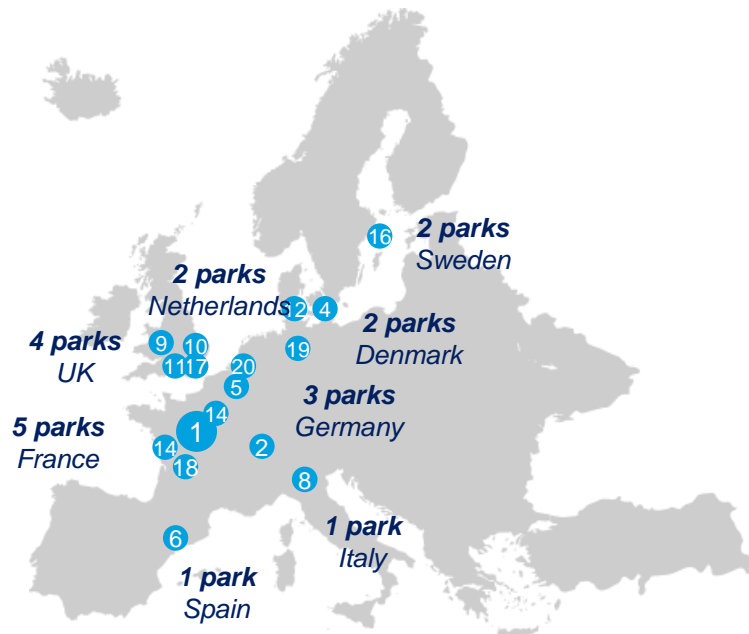 16
2 parks
Sweden
2 parks
Netherlands
12
4
2 parks
Denmark
4 parks
UK
9
10
19
11
17
20
5
3 parks
Germany
5 parks
France
14
1
14
2
18
8
1 park
Italy
6
1 park
Spain